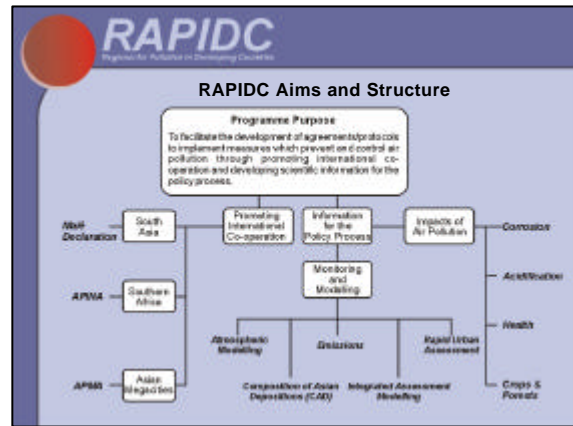 RAPIDC
Regional Air Pollution in Developing Countries
RAPIDC Aims and Structure
Programme Purpose
To facilitate the development of agreements/protocols
to implement measures which prevent and control air
pollution through promoting international co-
operation and developing scientific information for the
policy process.
Malé
Declaration
South
Asia
Promoting
International
Co-operation
Information
for the
Policy Process
Impacts of
Air Pollution
Corrosion
Monitoring
and
Modelling
APINA
Southern
Africa
Acidification
Atmospheric
Modelling
Emissions
Rapid Urban
Assessment
Health
APMA
Asian
Megacities
Composition of Asian
Depositions (CAD)
Integrated Assessment
Modelling
Crops &
Forests